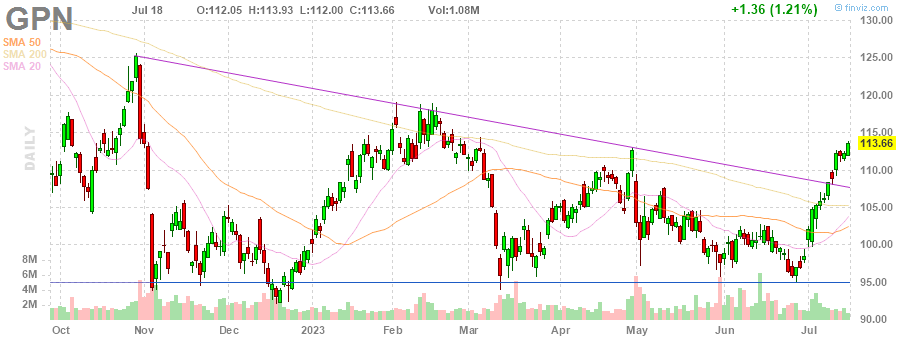 GPN Jul 18 O:112.05 H:113.93 L:112.00 C:113.66 Vol:1.08M +1.36 (1.21%) © finviz.com
SMA 50
SMA 200
SMA 20
DAILY
130.00
125.00
120.00
115.00
113.66
110.00
105.00
100.00
95.00
90.00
8M
6M
4M
2M
Oct Nov Dec 2023 Feb Mar Apr May Jun Jul